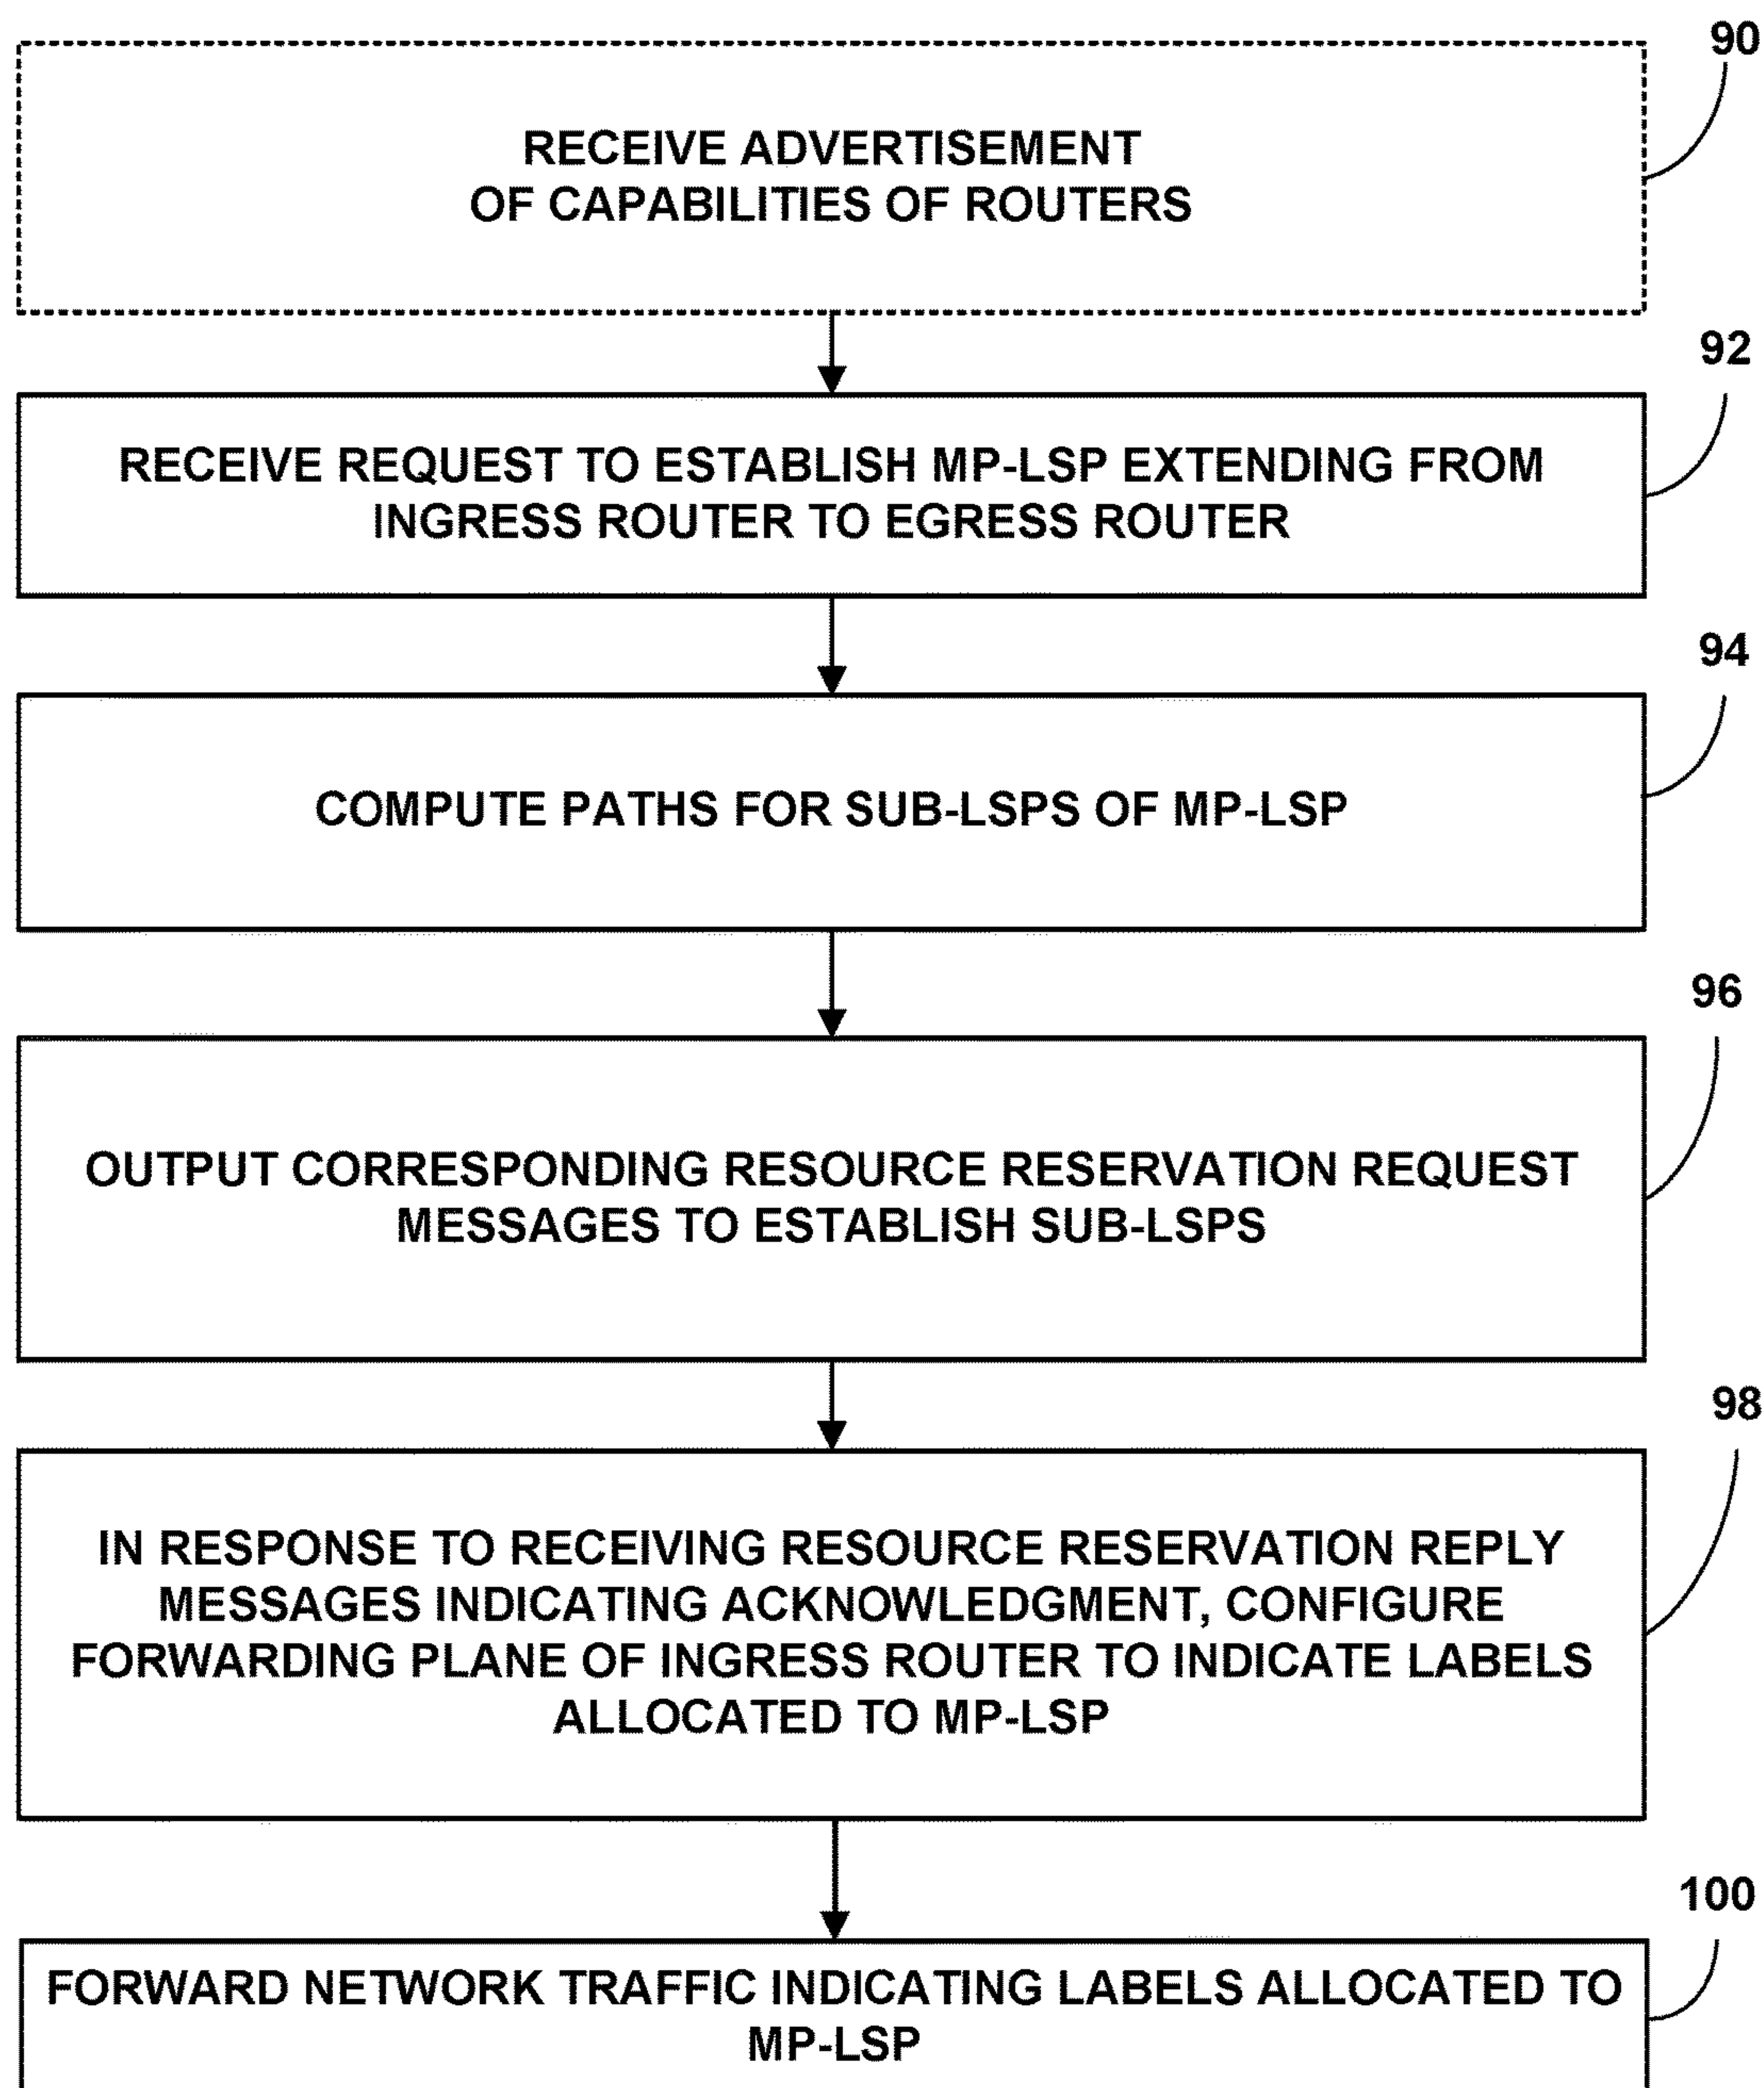 90
RECEIVE ADVERTISEMENT
OF CAPABILITIES OF ROUTERS
92
RECEIVE REQUEST TO ESTABLISH MP-LSP EXTENDING FROM
INGRESS ROUTER TO EGRESS ROUTER
94
COMPUTE PATHS FOR SUB-LSPS OF MP-LSP
96
OUTPUT CORRESPONDING RESOURCE RESERVATION REQUEST
MESSAGES TO ESTABLISH SUB-LSPS
98
IN RESPONSE TO RECEIVING RESOURCE RESERVATION REPLY
MESSAGES INDICATING ACKNOWLEDGMENT, CONFIGURE
FORWARDING PLANE OF INGRESS ROUTER TO INDICATE LABELS
ALLOCATED TO MP-LSP
100
FORWARD NETWORK TRAFFIC INDICATING LABELS ALLOCATED TO
MP-LSP